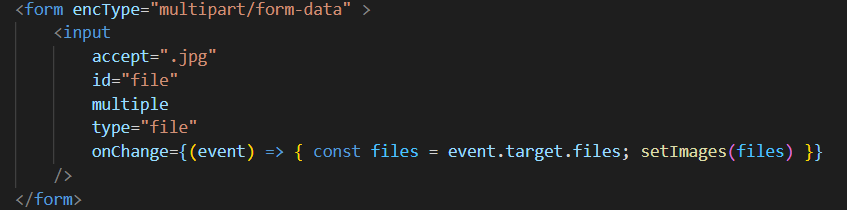 <form encType="multipart/form-data" >
<input
accept=".jpg"
id="file"
multiple
type="file"
onChange={(event) => { const files = event.target.files; setImages(files) }}
/>
</form>